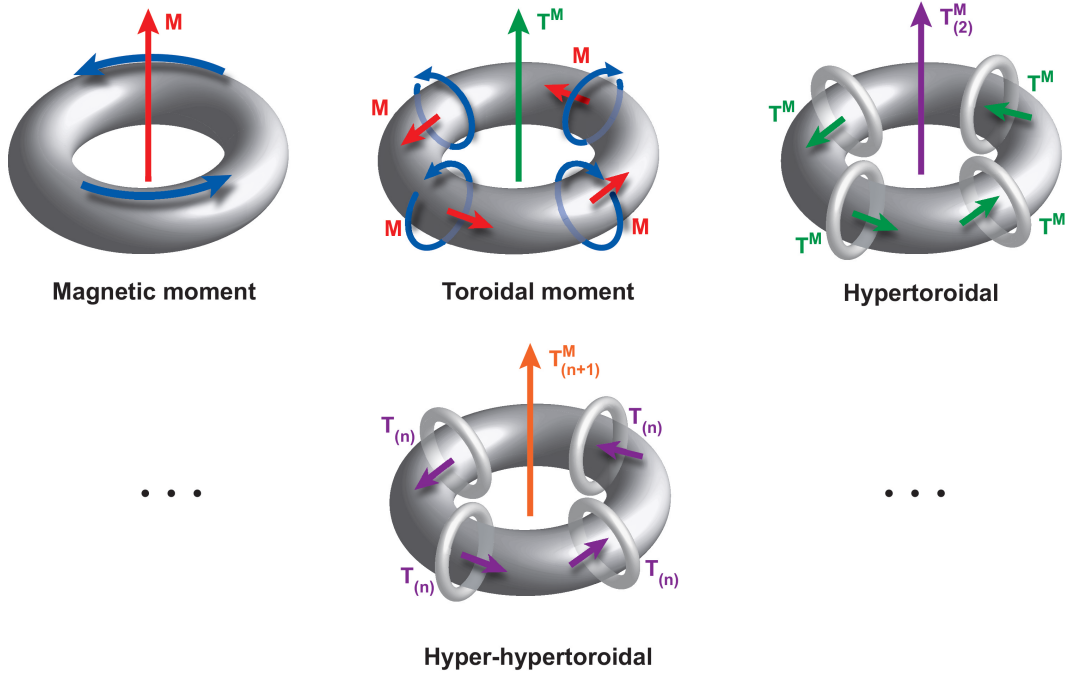 M
T^M
M
M
M
M
T^M_(2)
T^M
T^M
T^M
T^M
Magnetic moment
Toroidal moment
Hypertoroidal
T^M_(n+1)
T_(n)
T_(n)
T_(n)
T_(n)
. . .
. . .
Hyper-hypertoroidal